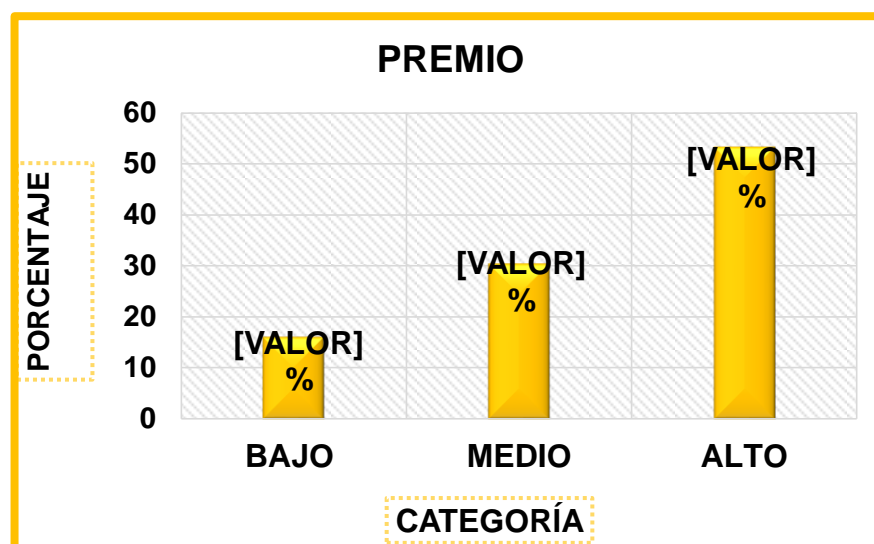 PREMIO
60
50
40
30
20
10
0
PORCENTAJE
[VALOR]
%
[VALOR]
%
[VALOR]
%
BAJO MEDIO ALTO
CATEGORÍA